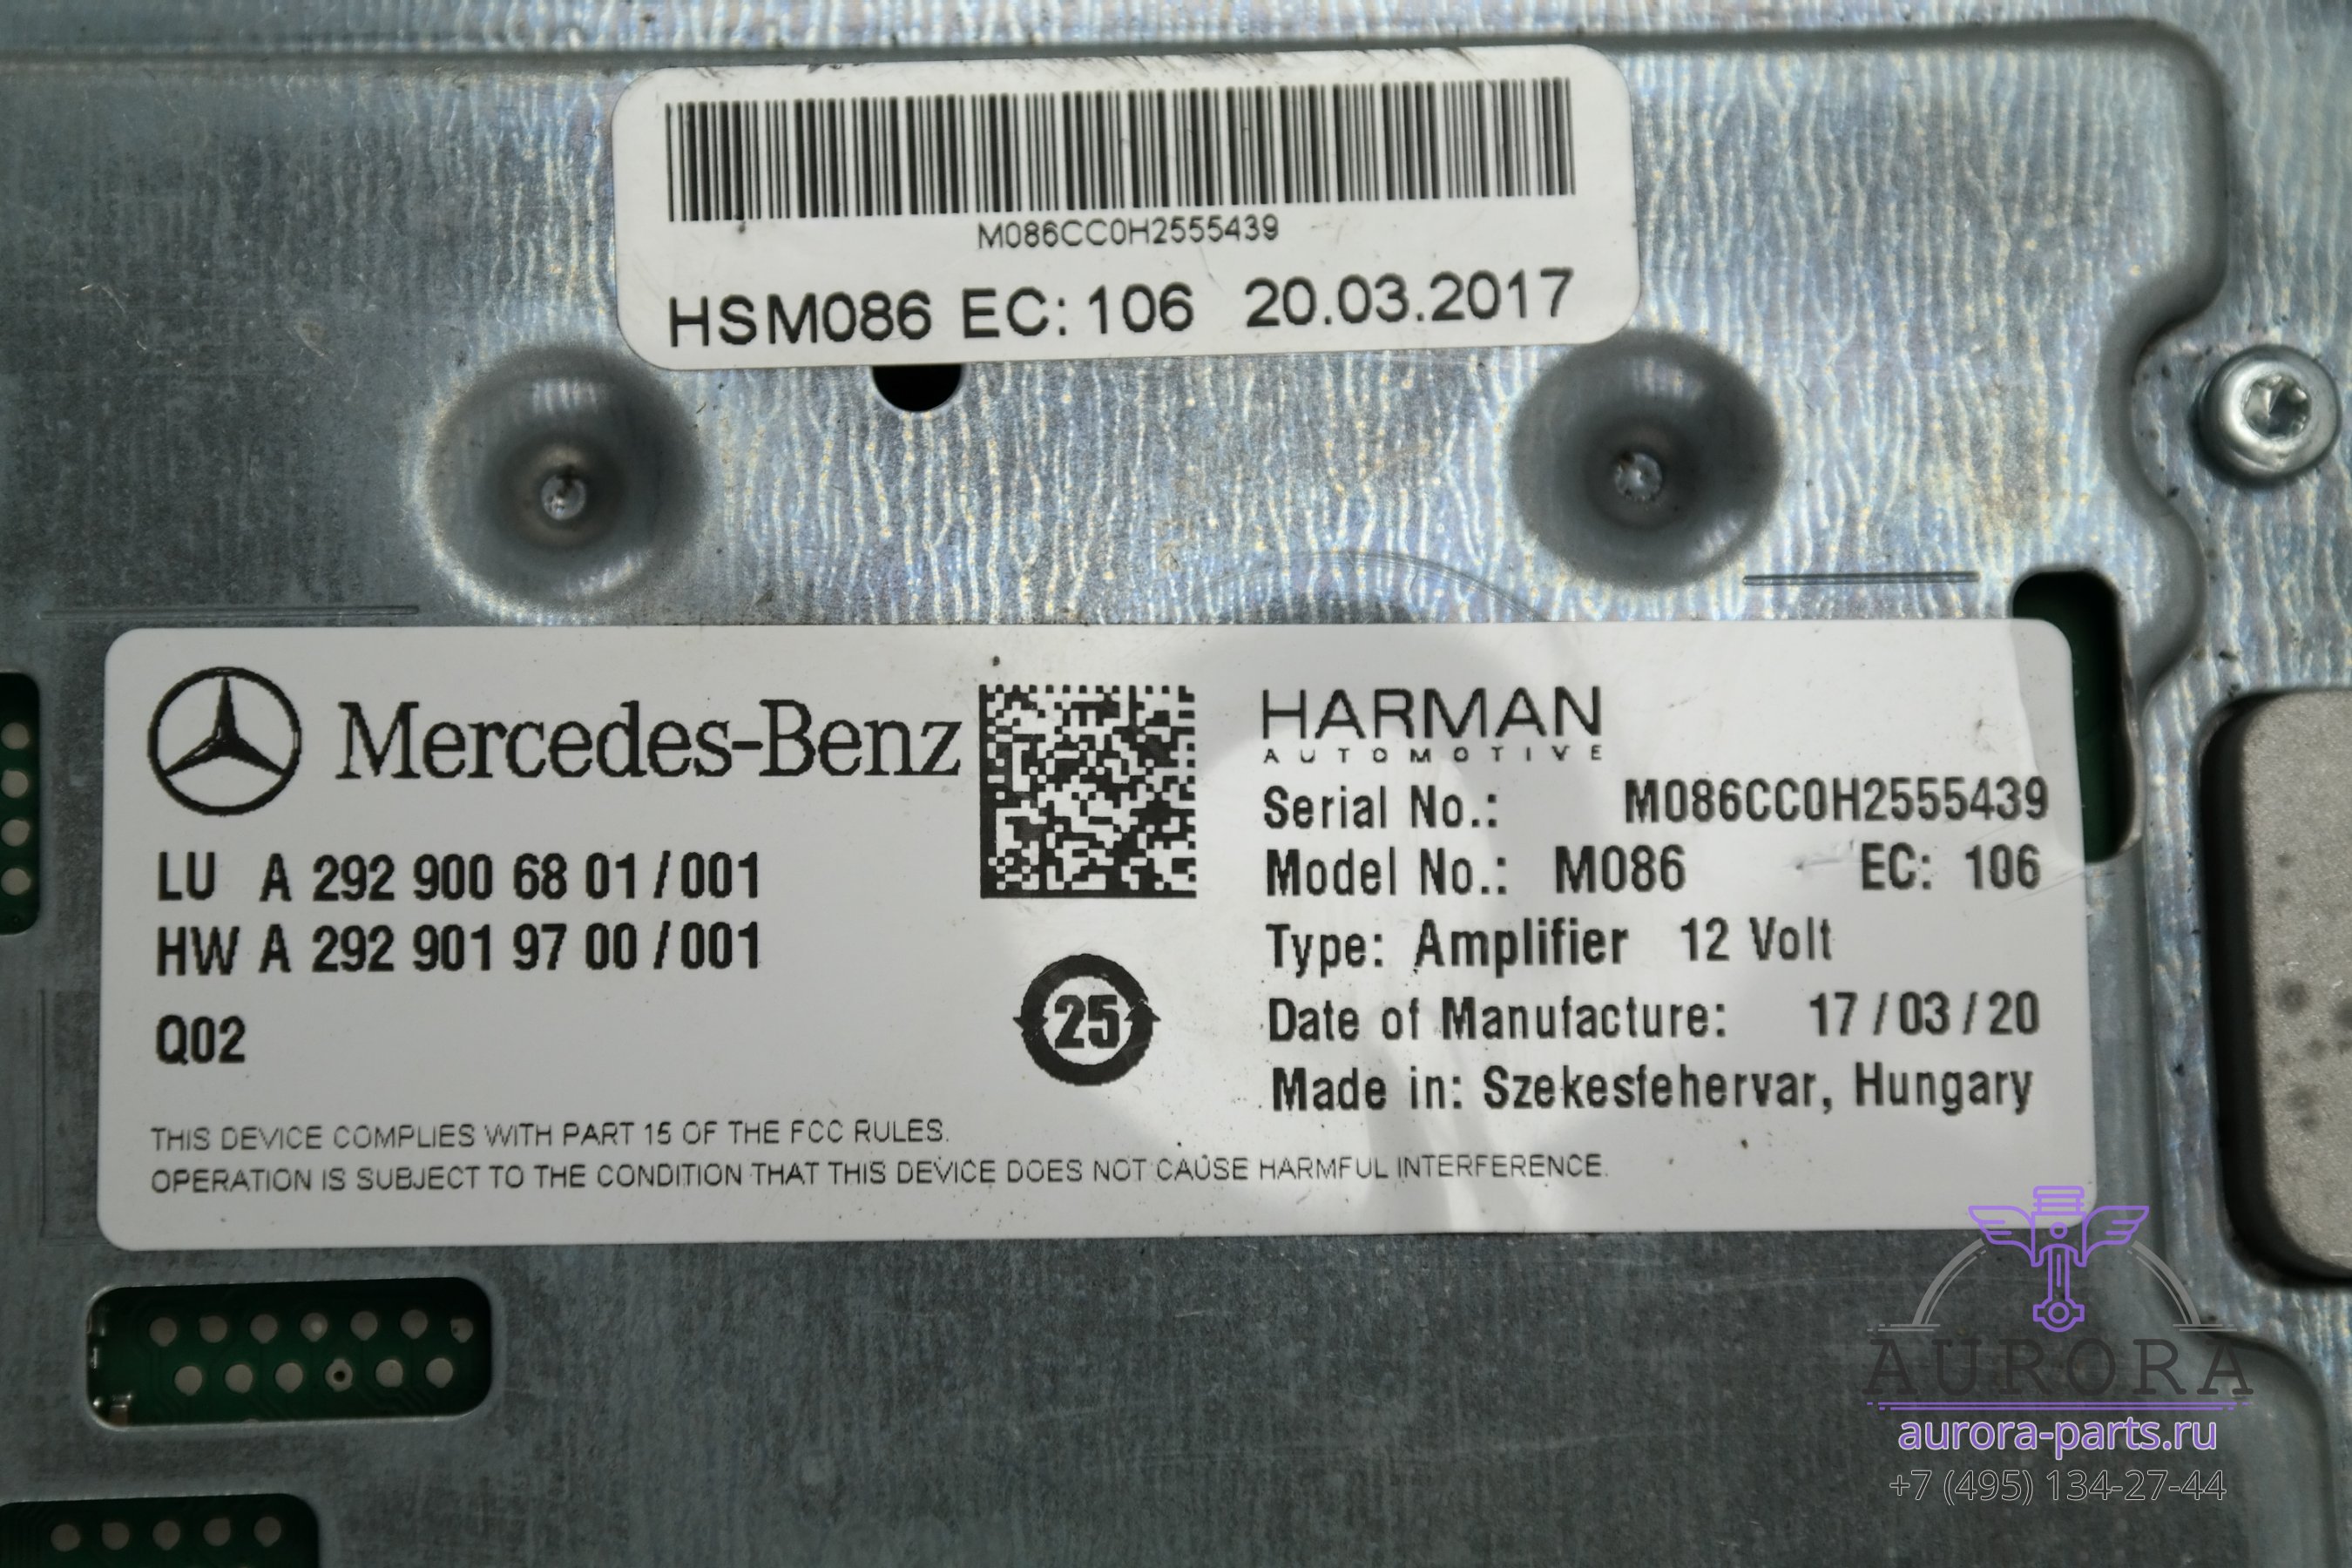 M086CC0H2555439
HSM086 EC: 106 20.03.2017
Mercedes-Benz
LU A 292 900 68 01 / 001
HW A 292 901 97 00 / 001
Q02
25
HARMAN
AUTOMOTIVE
Serial No.: M086CC0H2555439
Model No.: M086 EC: 106
Type: Amplifier 12 Volt
Date of Manufacture: 17 / 03 / 20
Made in: Szekesfehervar, Hungary
THIS DEVICE COMPLIES WITH PART 15 OF THE FCC RULES.
OPERATION IS SUBJECT TO THE CONDITION THAT THIS DEVICE DOES NOT CAUSE HARMFUL INTERFERENCE.
AURORA
aurora-parts.ru
+7 (495) 134-27-44